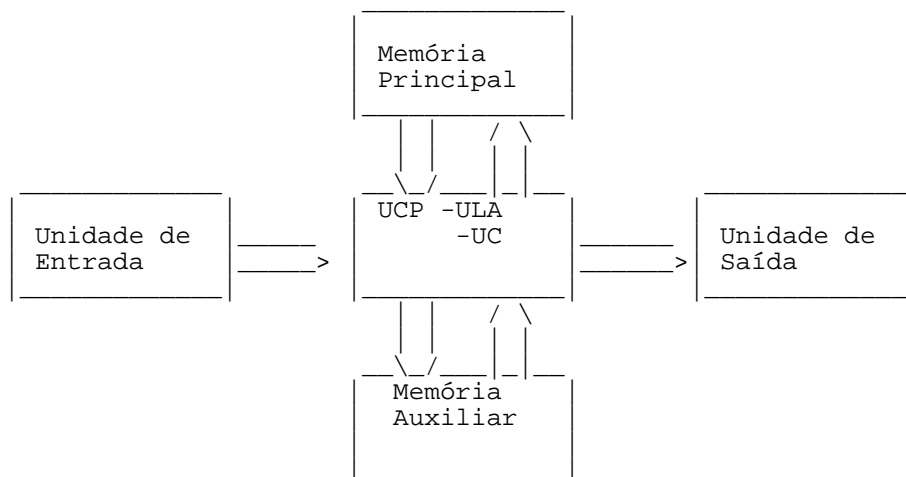 Memória
Principal
UCP -ULA
-UC
Unidade de
Entrada
Unidade de
Saída
Memória
Auxiliar